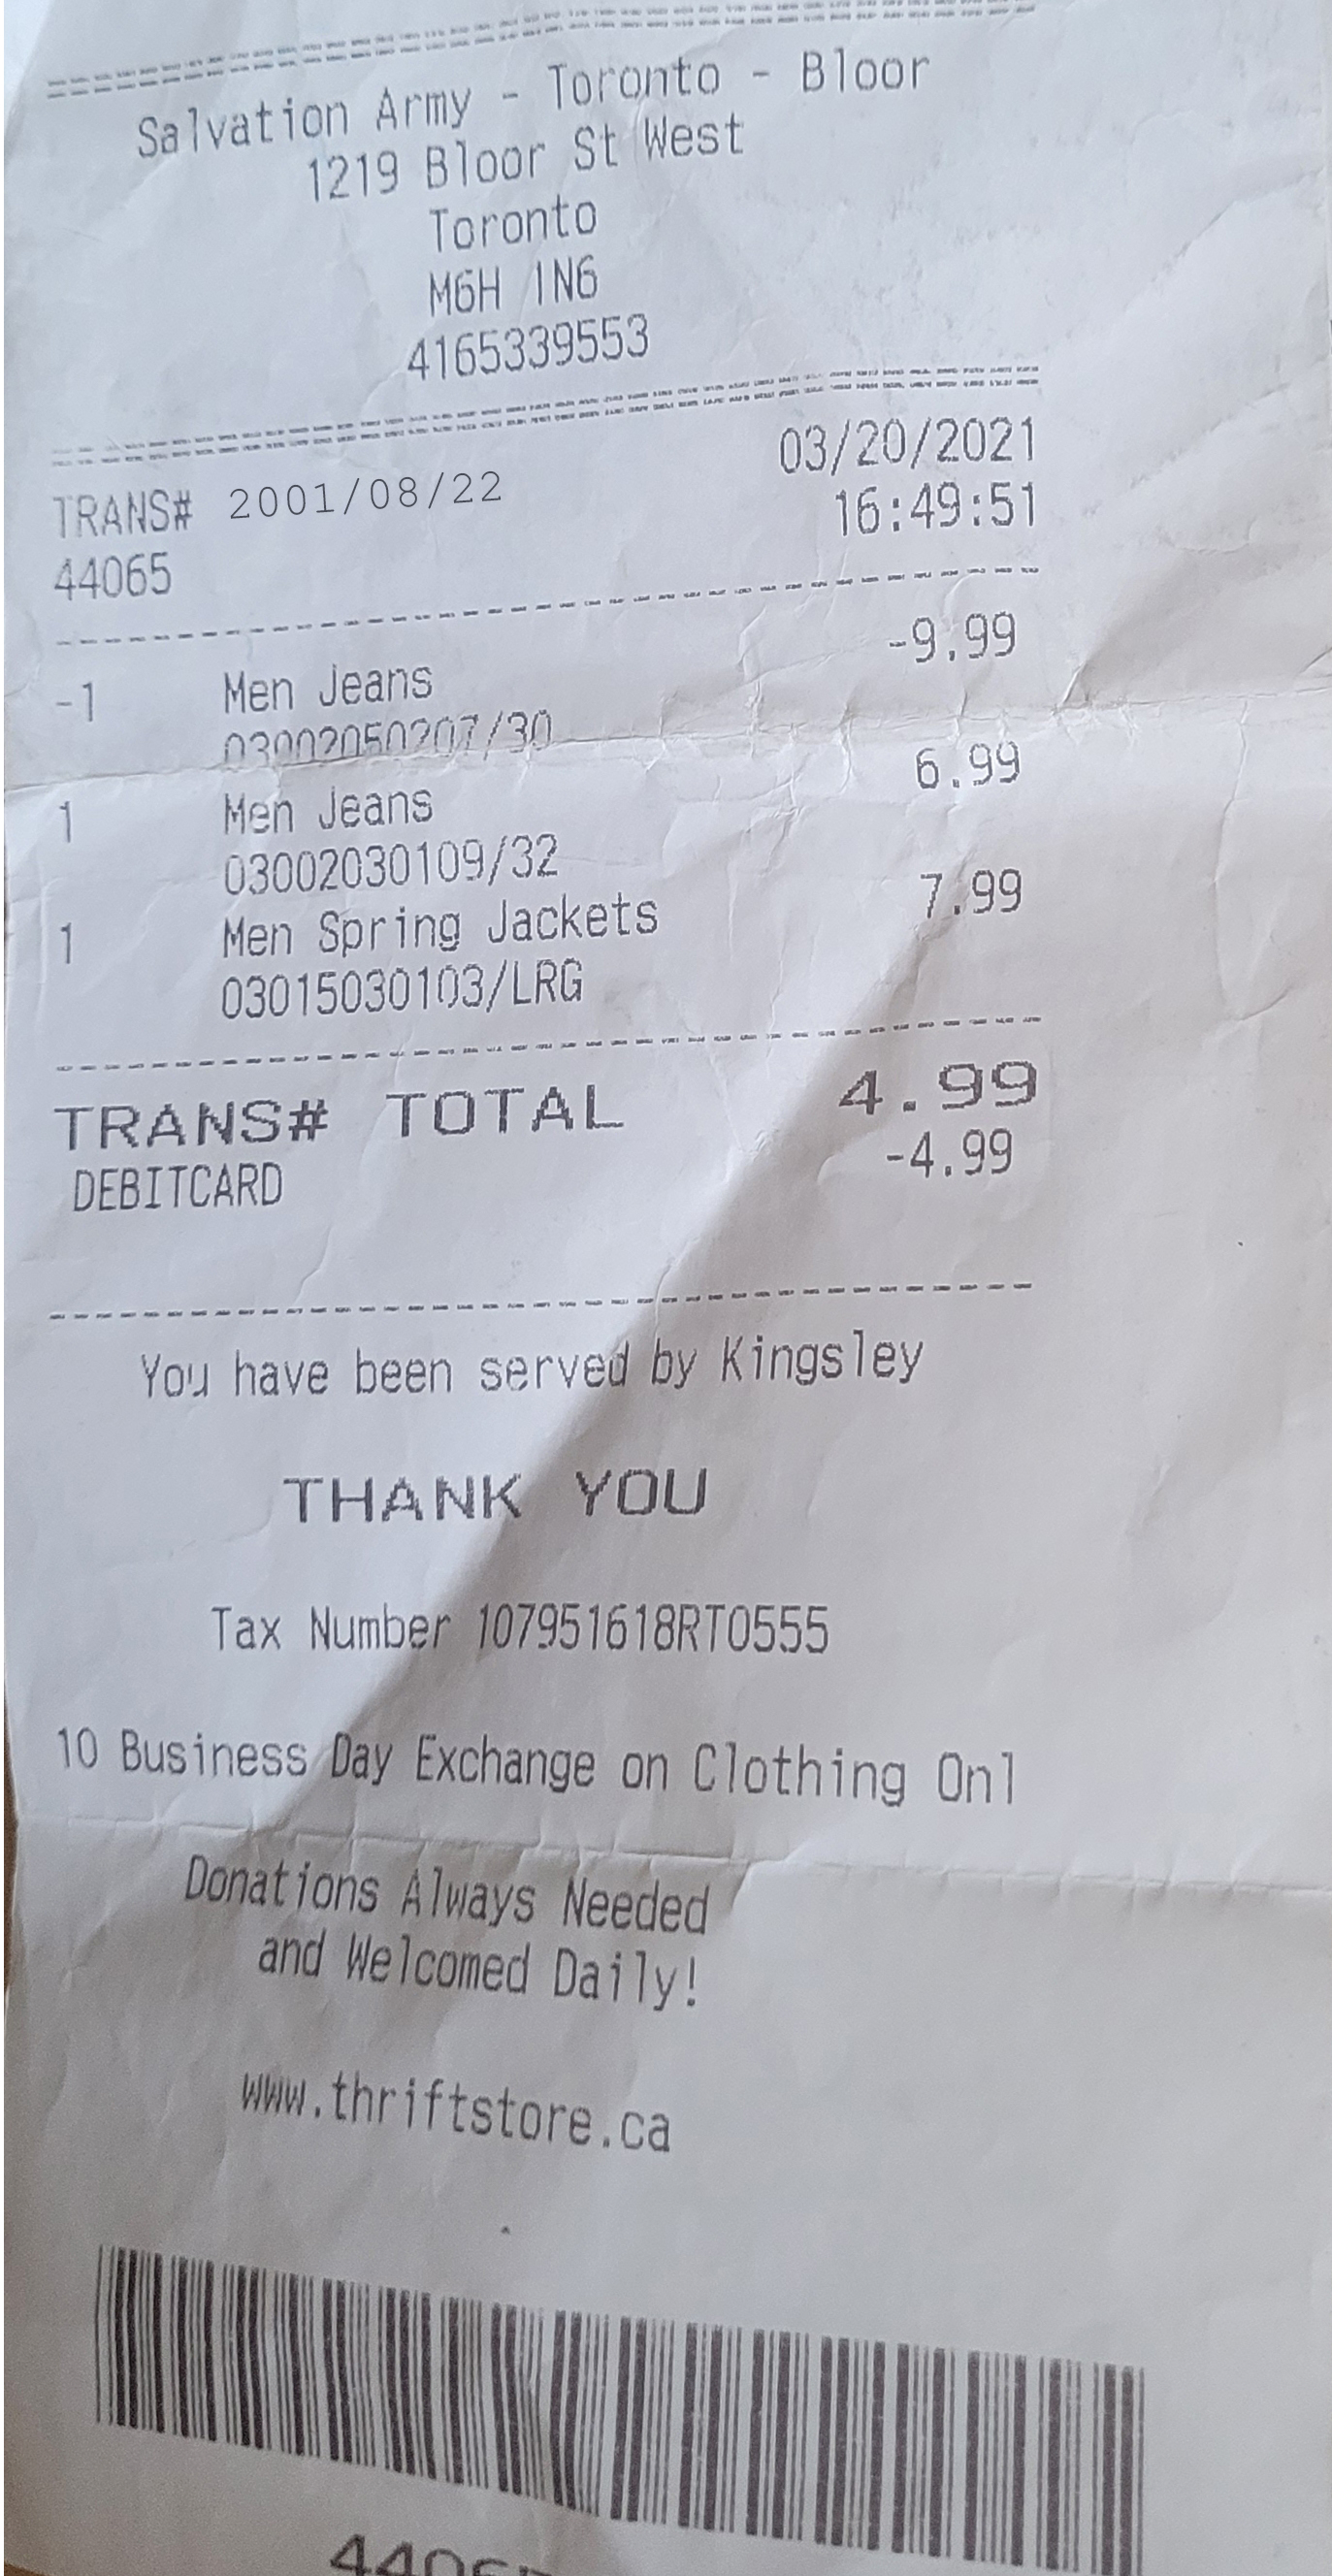 Salvation Army - Toronto - Bloor
1219 Bloor St West
Toronto
M6H 1N6
4165339553
TRANS# 2001/08/22 03/20/2021
44065 16:49:51
-1 Men Jeans -9.99
03002050207/30
1 Men Jeans 6.99
03002030109/32
1 Men Spring Jackets 7.99
03015030103/LRG
TRANS# TOTAL 4.99
DEBITCARD -4.99
You have been served by Kingsley
THANK YOU
Tax Number 107951618RT0555
10 Business Day Exchange on Clothing Onl
Donations Always Needed
and Welcomed Daily!
www.thriftstore.ca